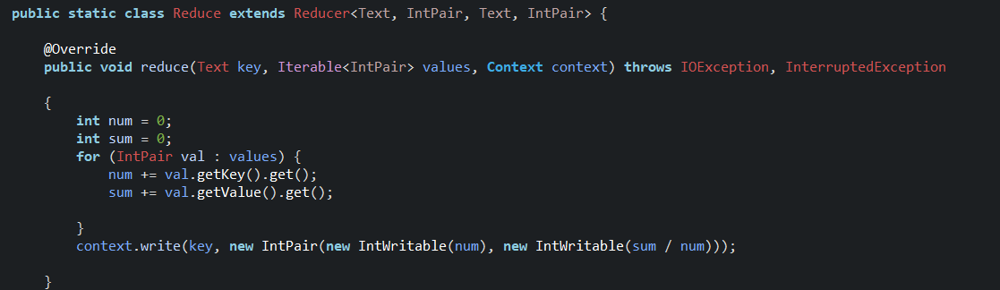 public static class Reduce extends Reducer<Text, IntPair, Text, IntPair> {
@Override
public void reduce(Text key, Iterable<IntPair> values, Context context) throws IOException, InterruptedException
{
int num = 0;
int sum = 0;
for (IntPair val : values) {
num += val.getKey().get();
sum += val.getValue().get();
}
context.write(key, new IntPair(new IntWritable(num), new IntWritable(sum / num)));
}